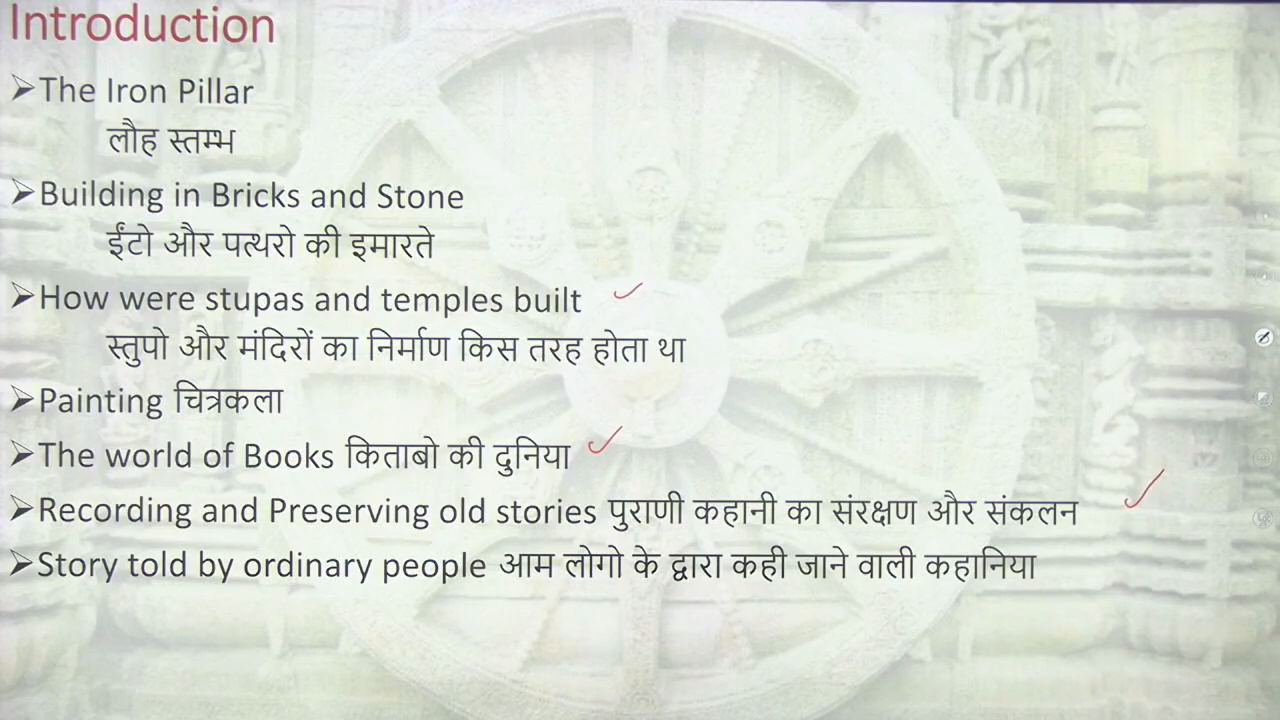 Introduction
➢The Iron Pillar
लौह स्तम्भ
➢Building in Bricks and Stone
ईंटो और पत्थरो की इमारते
➢How were stupas and temples built
स्तुपो और मंदिरों का निर्माण किस तरह होता था
➢Painting चित्रकला
➢The world of Books किताबो की दुनिया
➢Recording and Preserving old stories पुराणी कहानी का संरक्षण और संकलन
➢Story told by ordinary people आम लोगो के द्वारा कही जाने वाली कहानिया